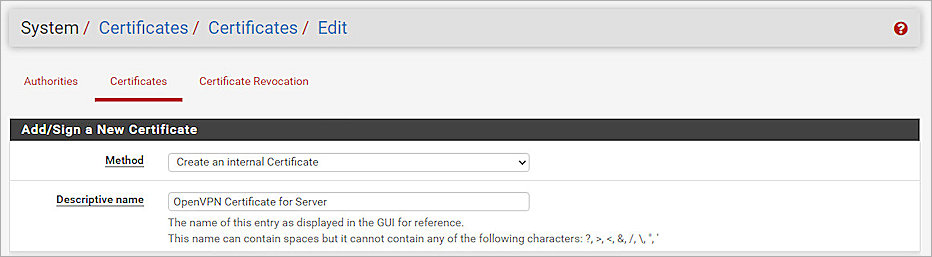 System / Certificates / Certificates / Edit
?
Authorities Certificates Certificate Revocation
Add/Sign a New Certificate
Method Create an internal Certificate
Descriptive name OpenVPN Certificate for Server
The name of this entry as displayed in the GUI for reference.
This name can contain spaces but it cannot contain any of the following characters: ?, >, <, &, /, \, ", '